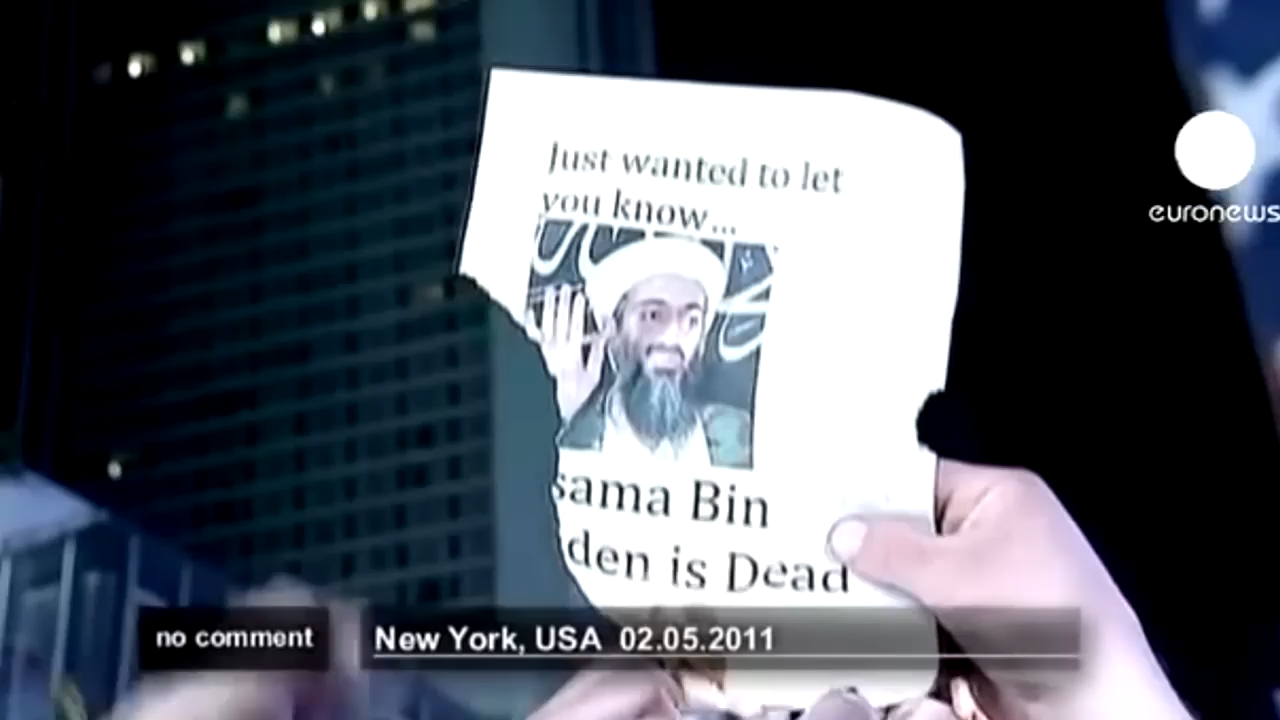 Just wanted to let
you know...
sama Bin
den is Dead
euronews
no comment
New York, USA 02.05.2011